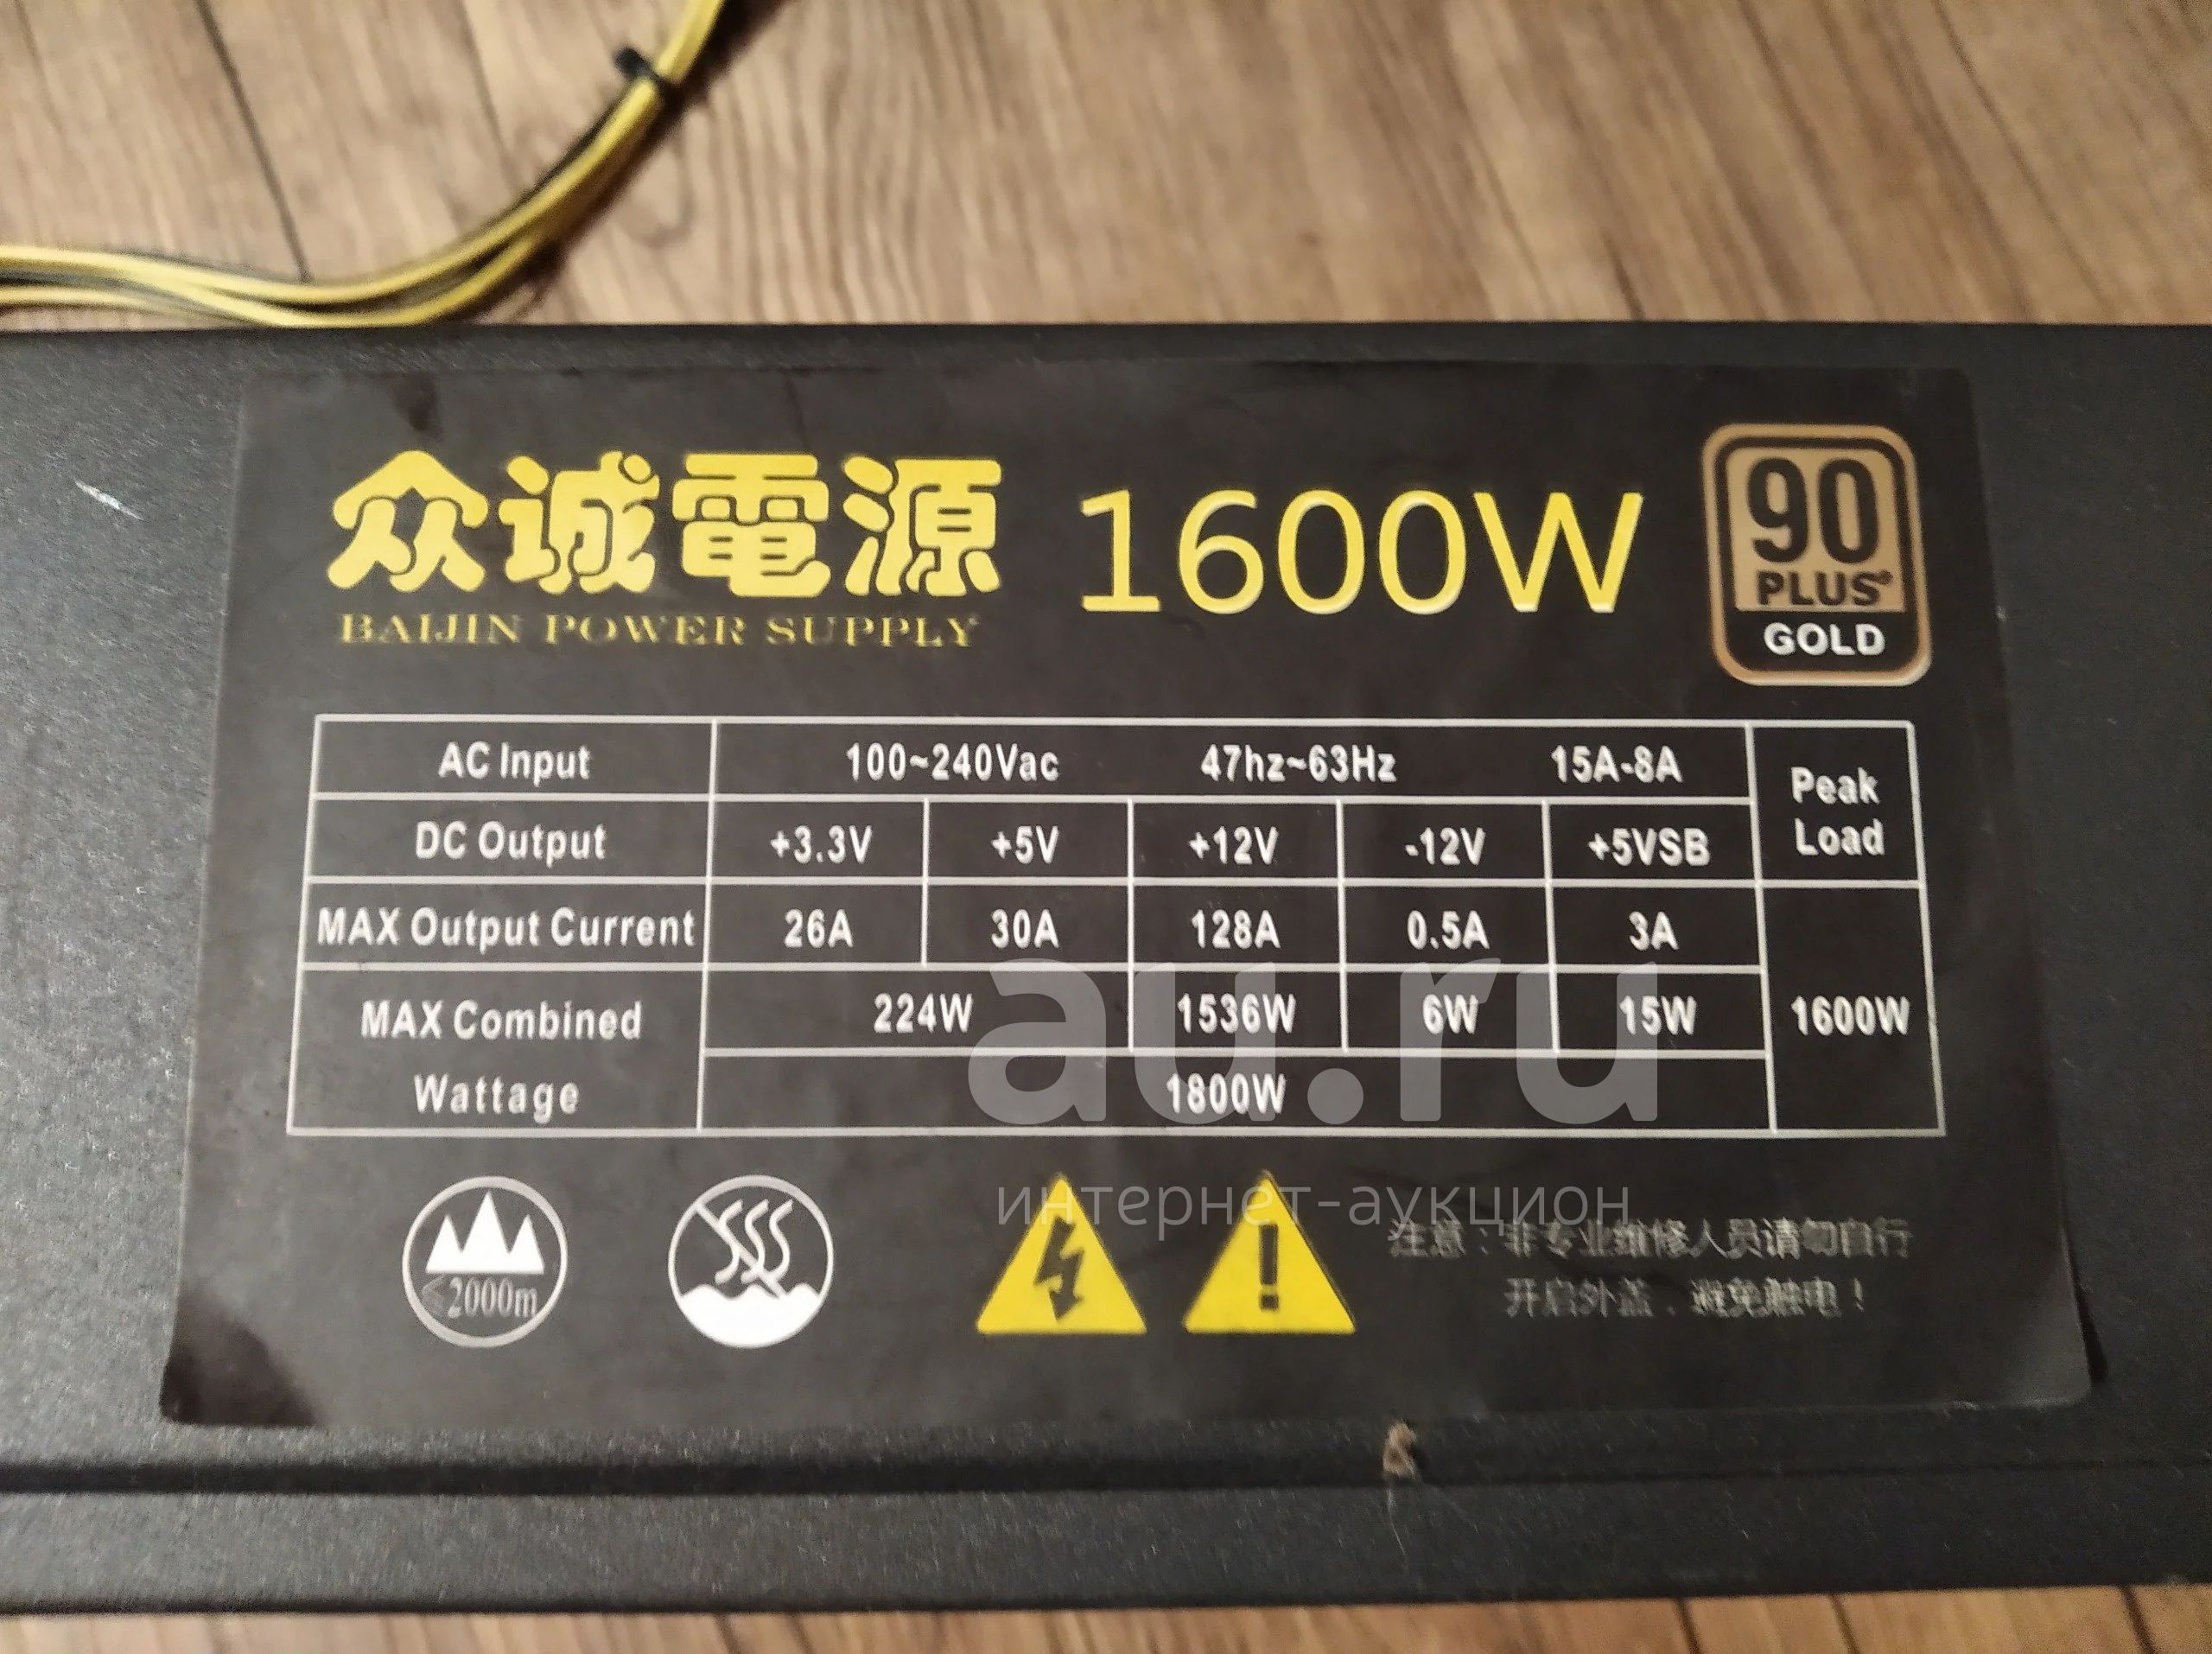 众诚電源 1600W
BAIJIN POWER SUPPLY
90
PLUS®
GOLD
AC Input 100~240Vac 47hz~63Hz 15A-8A Peak Load
DC Output +3.3V +5V +12V -12V +5VSB
MAX Output Current 26A 30A 128A 0.5A 3A
MAX Combined Wattage 224W 1536W 6W 15W 1600W
1800W
au.ru
интернет-аукцион
≤2000m
注意：非专业维修人员请勿自行
开启外盖，避免触电！